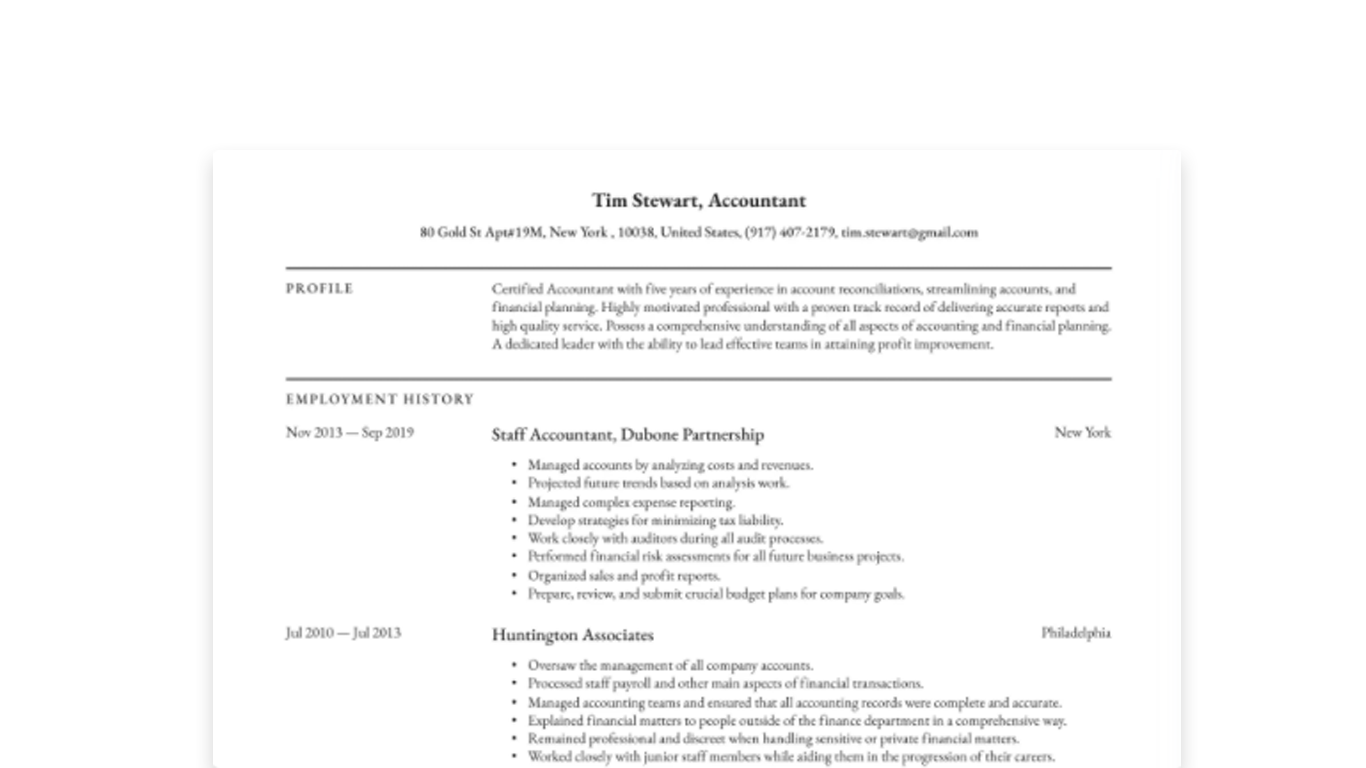 Tim Stewart, Accountant
80 Gold St Apt#19M, New York , 10038, United States, (917) 407-2179, tim.stewart@gmail.com
PROFILE
Certified Accountant with five years of experience in account reconciliations, streamlining accounts, and
financial planning. Highly motivated professional with a proven track record of delivering accurate reports and
high quality service. Possess a comprehensive understanding of all aspects of accounting and financial planning.
A dedicated leader with the ability to lead effective teams in attaining profit improvement.
EMPLOYMENT HISTORY
Nov 2013 — Sep 2019 Staff Accountant, Dubone Partnership New York
• Managed accounts by analyzing costs and revenues.
• Projected future trends based on analysis work.
• Managed complex expense reporting.
• Develop strategies for minimizing tax liability.
• Work closely with auditors during all audit processes.
• Performed financial risk assessments for all future business projects.
• Organized sales and profit reports.
• Prepare, review, and submit crucial budget plans for company goals.
Jul 2010 — Jul 2013 Huntington Associates Philadelphia
• Oversaw the management of all company accounts.
• Processed staff payroll and other main aspects of financial transactions.
• Managed accounting teams and ensured that all accounting records were complete and accurate.
• Explained financial matters to people outside of the finance department in a comprehensive way.
• Remained professional and discreet when handling sensitive or private financial matters.
• Worked closely with junior staff members while aiding them in the progression of their careers.